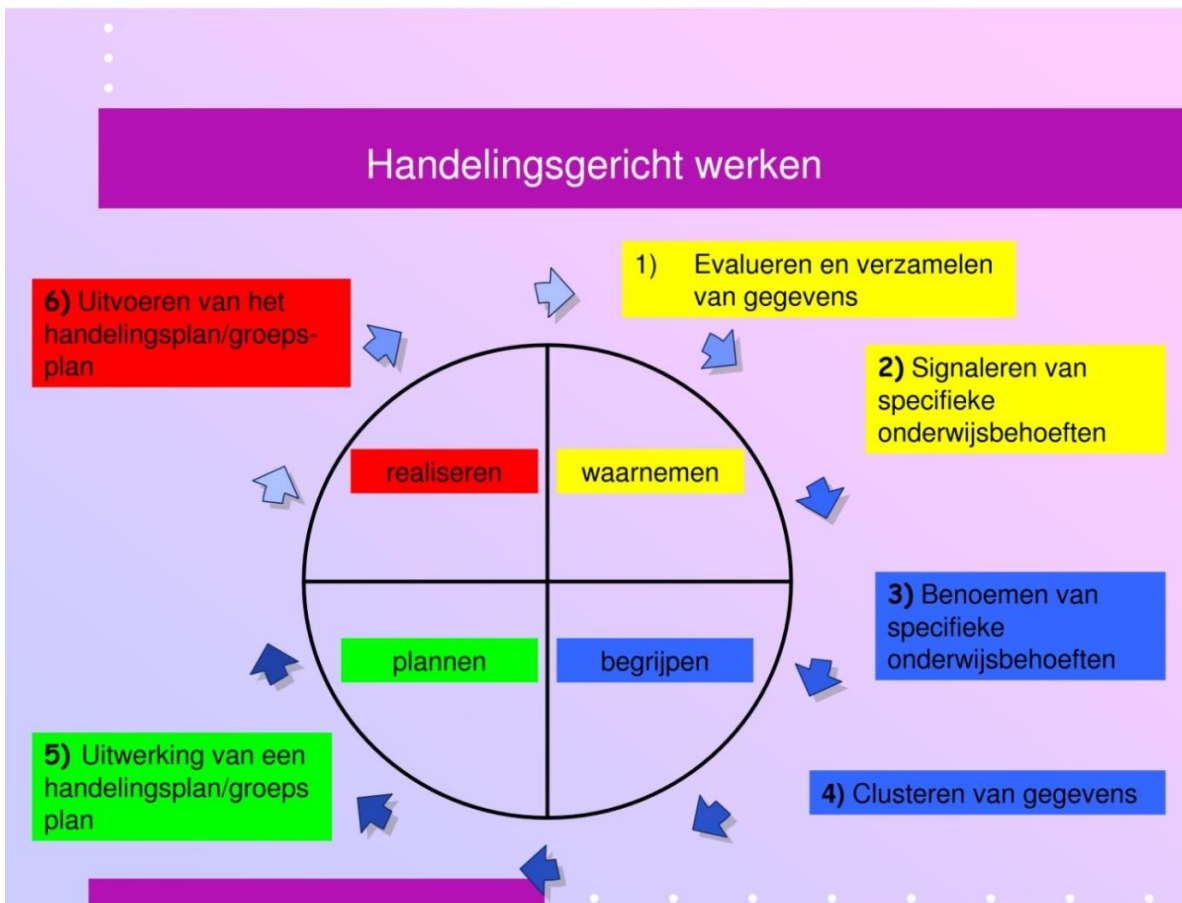 Handelingsgericht werken
1) Evalueren en verzamelen
van gegevens
2) Signaleren van
specifieke
onderwijsbehoeften
3) Benoemen van
specifieke
onderwijsbehoeften
4) Clusteren van gegevens
5) Uitwerking van een
handelingsplan/groeps
plan
6) Uitvoeren van het
handelingsplan/groeps-
plan
realiseren
waarnemen
plannen
begrijpen